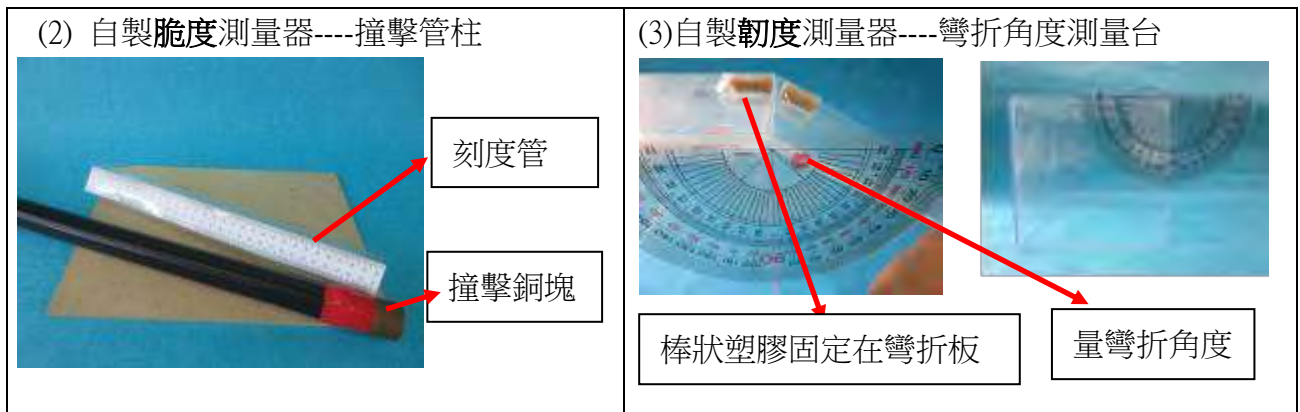 (2) 自製脆度測量器----撞擊管柱
刻度管
撞擊銅塊
(3)自製韌度測量器----彎折角度測量台
棒狀塑膠固定在彎折板
量彎折角度